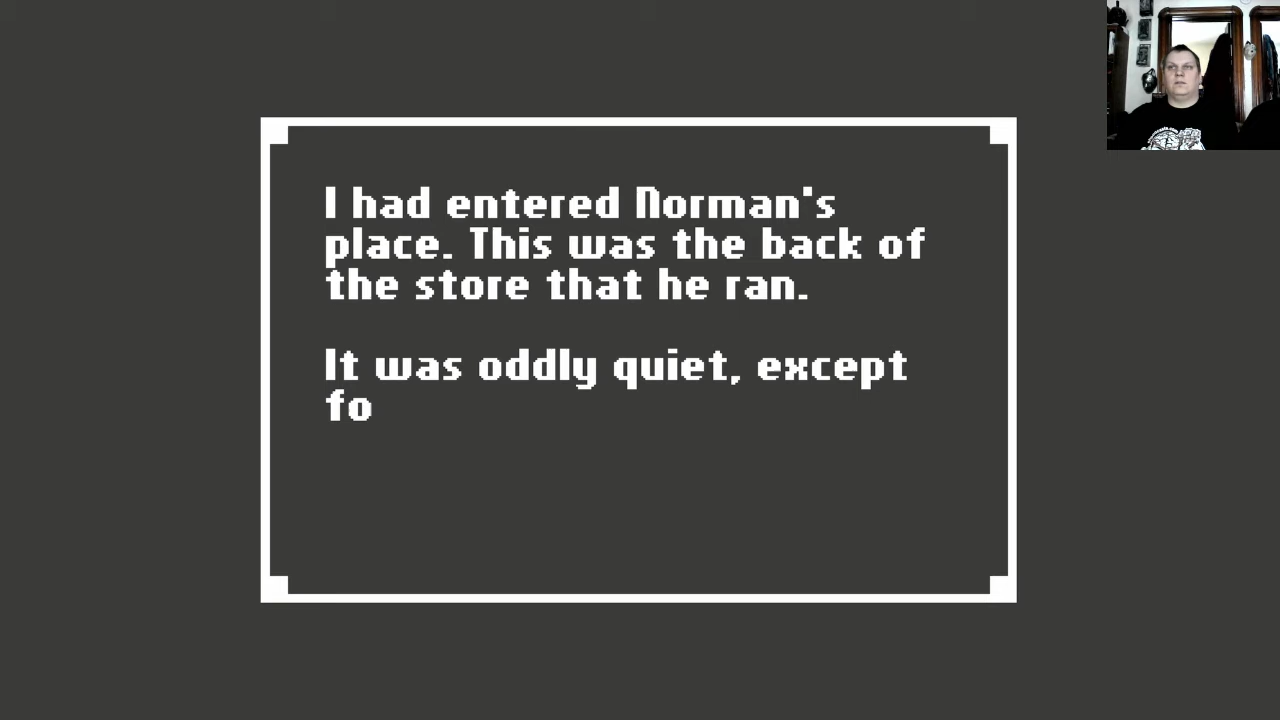 I had entered Norman's
place. This was the back of
the store that he ran.
It was oddly quiet, except
fo